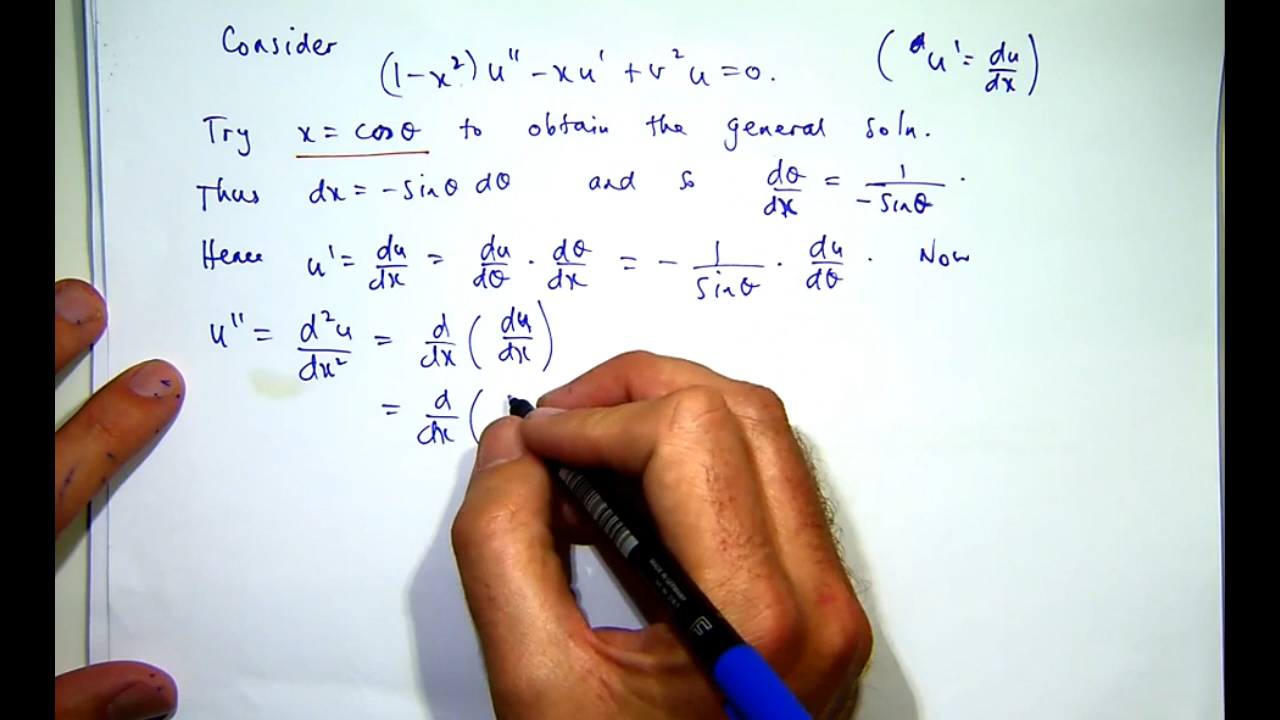 Consider
(1-x²)u'' - xu' + v²u = 0. (u' = du/dx)
Try x = cosθ to obtain the general soln.
Thus dx = -sinθ dθ and so dθ/dx = 1/-sinθ.
Hence u' = du/dx = du/dθ · dθ/dx = - 1/sinθ · du/dθ. Now
u'' = d²u/dx² = d/dx (du/dx)
= d/dx (